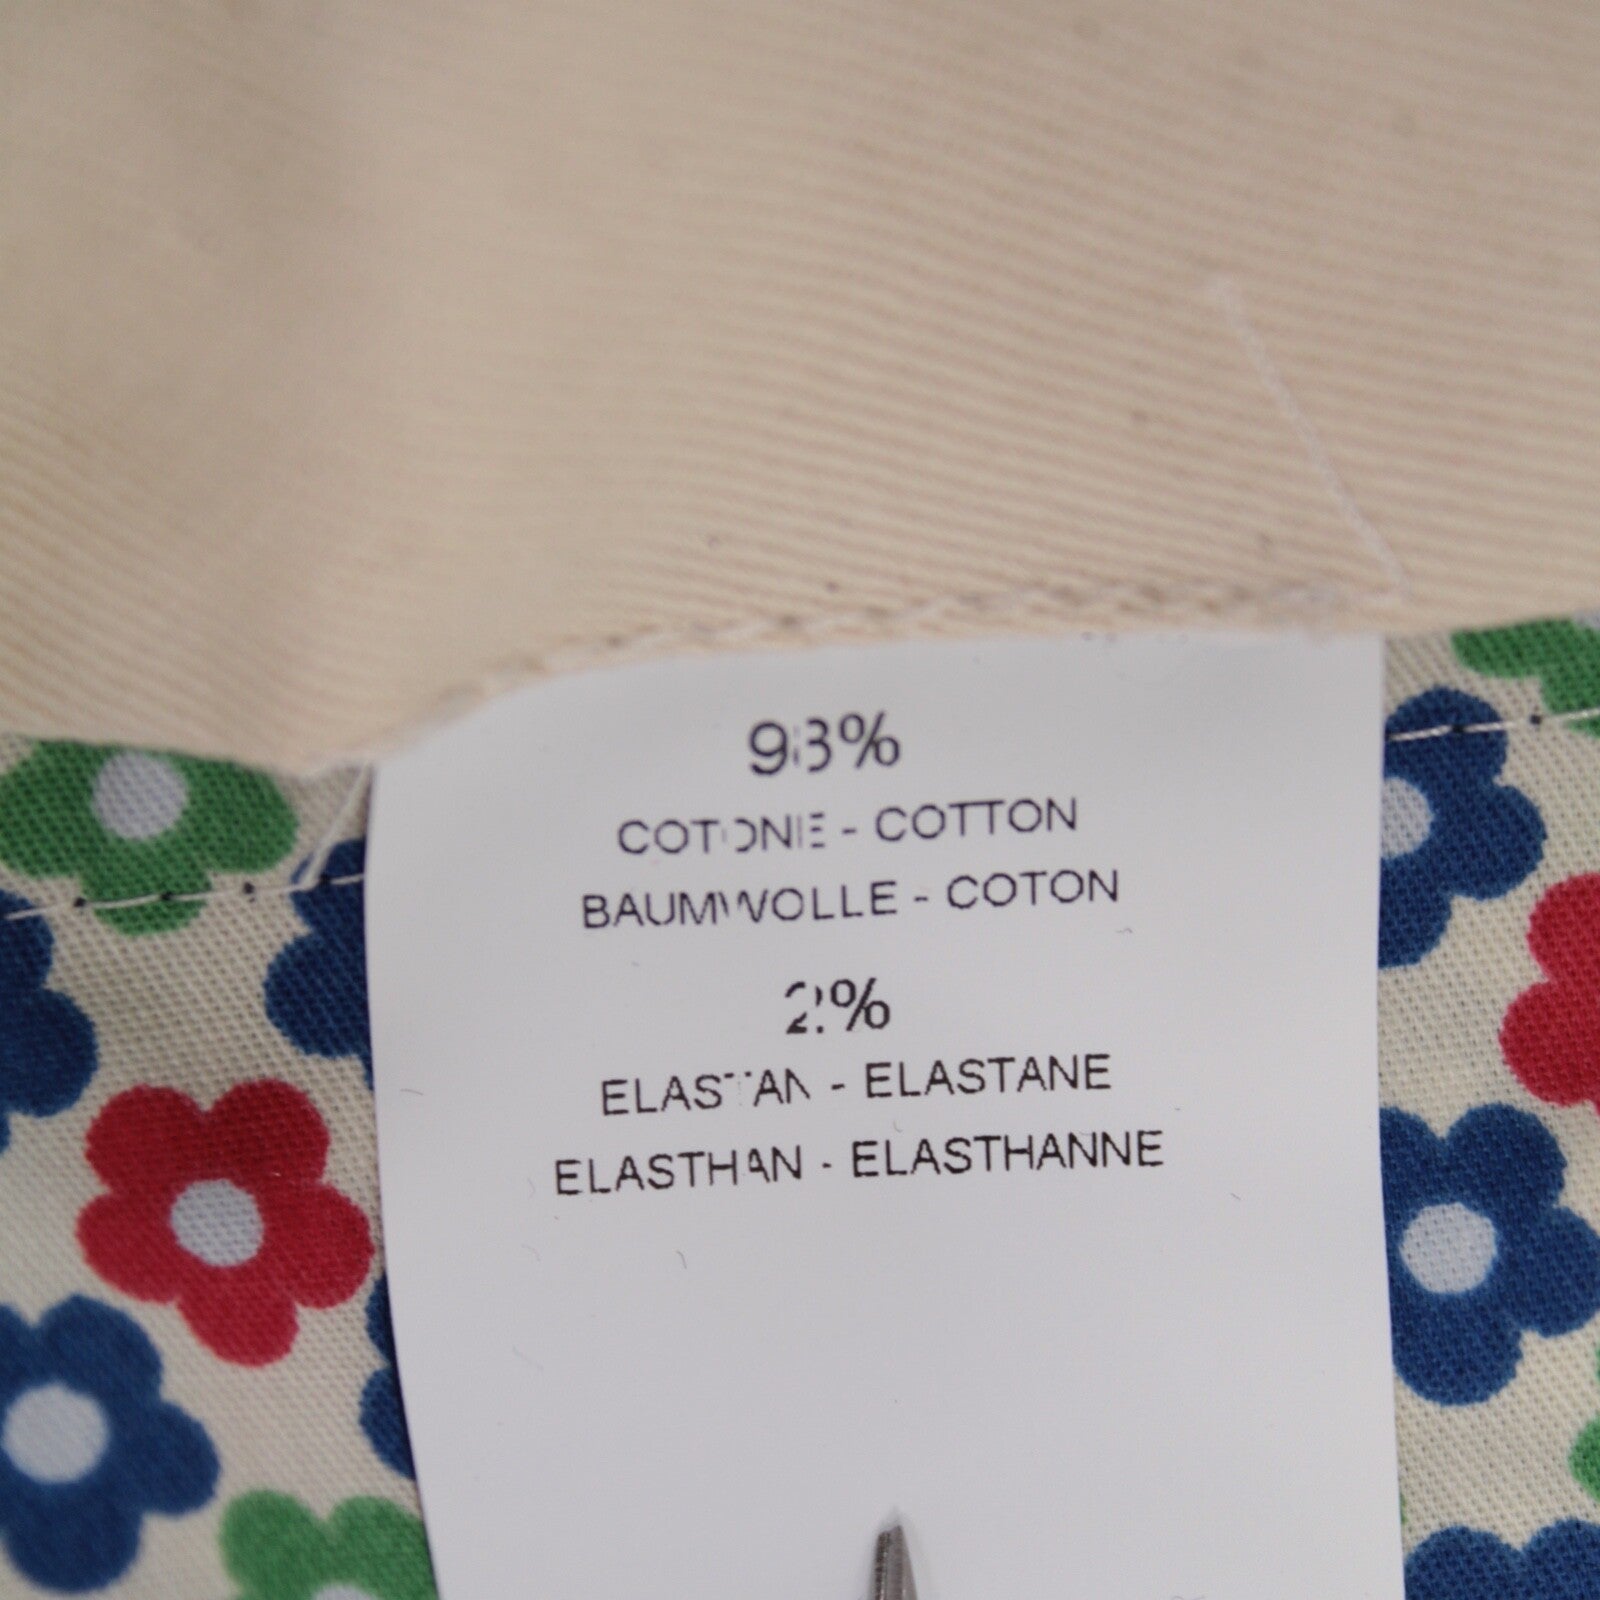 98%
COTONE - COTTON
BAUMWOLLE - COTON
2%
ELASTAN - ELASTANE
ELASTHAN - ELASTHANNE